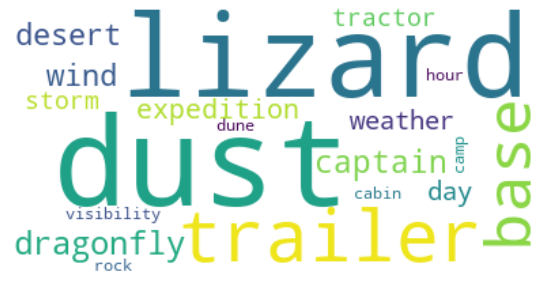 lizard
tractor
desert
wind
hour
storm
expedition
dune
weather
dust
captain
camp
base
cabin
day
visibility
trailer
dragonfly
rock